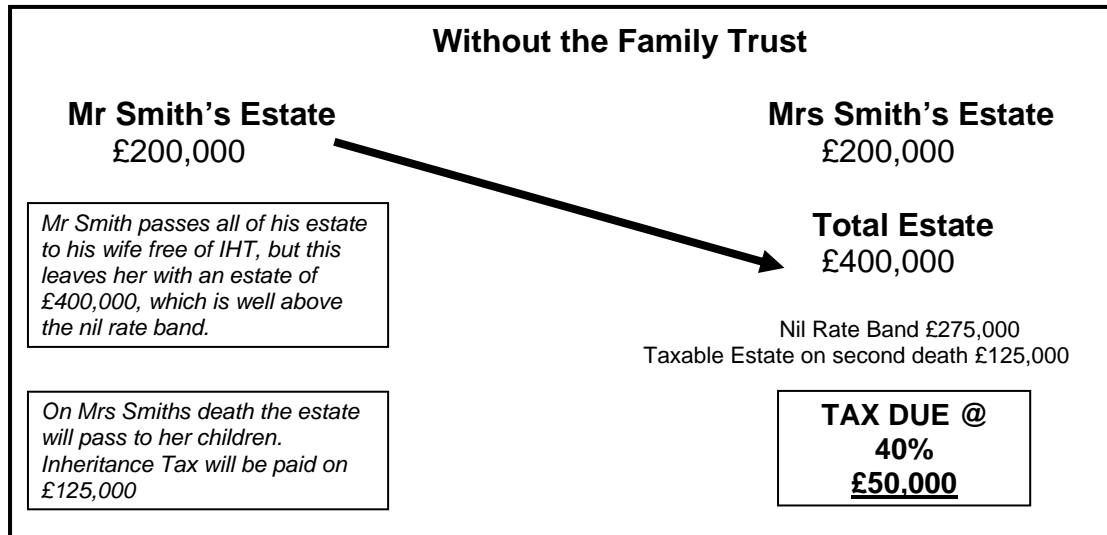 Without the Family Trust
Mr Smith’s Estate
£200,000
Mrs Smith’s Estate
£200,000
Mr Smith passes all of his estate
to his wife free of IHT, but this
leaves her with an estate of
£400,000, which is well above
the nil rate band.
Total Estate
£400,000
Nil Rate Band £275,000
Taxable Estate on second death £125,000
On Mrs Smiths death the estate
will pass to her children.
Inheritance Tax will be paid on
£125,000
TAX DUE @
40%
£50,000